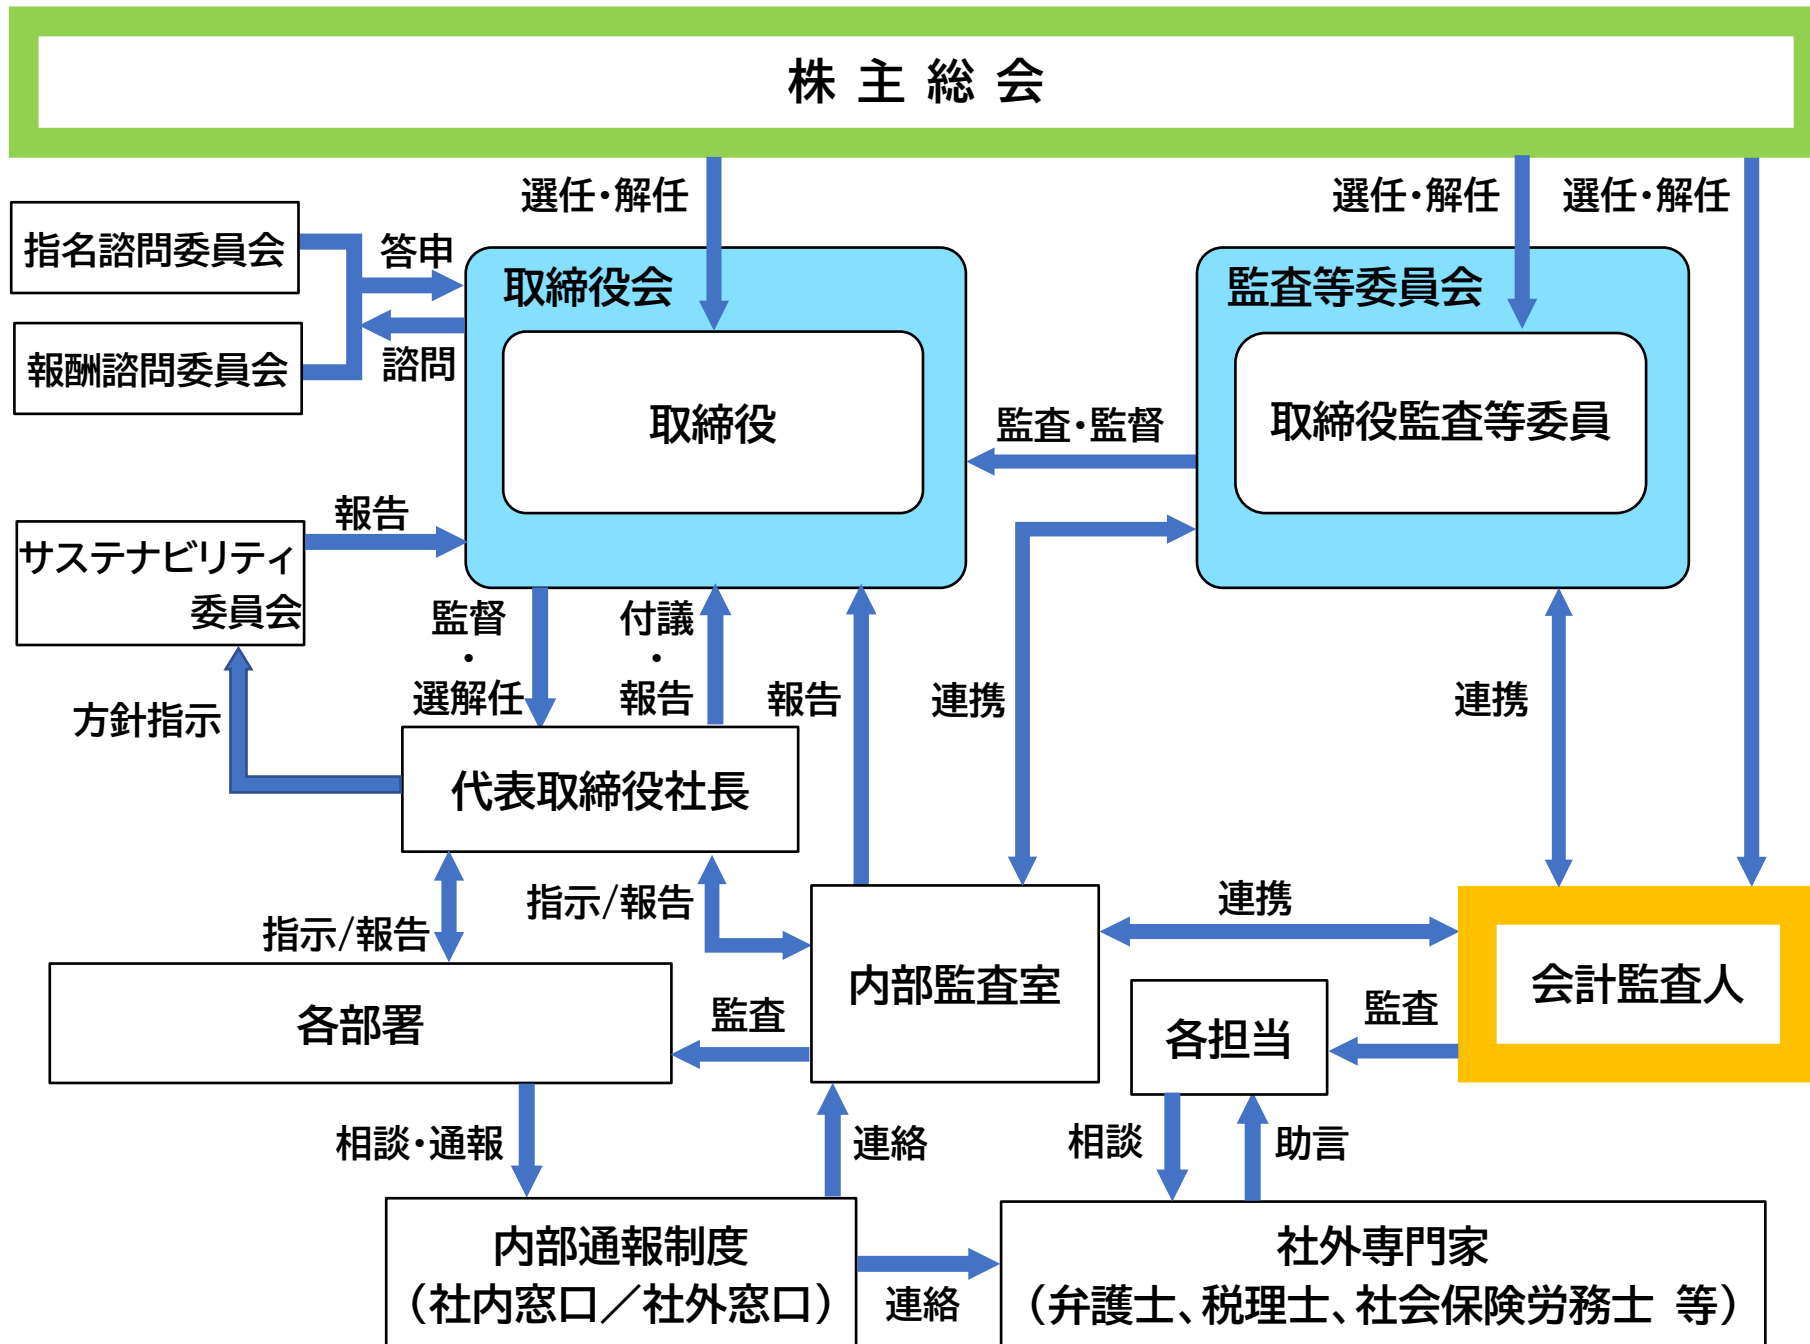 株主総会
選任・解任
選任・解任
選任・解任
指名諮問委員会
答申
取締役会
監査等委員会
報酬諮問委員会
諮問
取締役
監査・監督
取締役監査等委員
報告
サステナビリティ
委員会
監督
・
選解任
付議
・
報告
報告
連携
連携
方針指示
代表取締役社長
指示/報告
指示/報告
連携
各部署
監査
内部監査室
各担当
監査
会計監査人
相談・通報
連絡
相談
助言
内部通報制度
（社内窓口／社外窓口）
連絡
社外専門家
（弁護士、税理士、社会保険労務士 等）